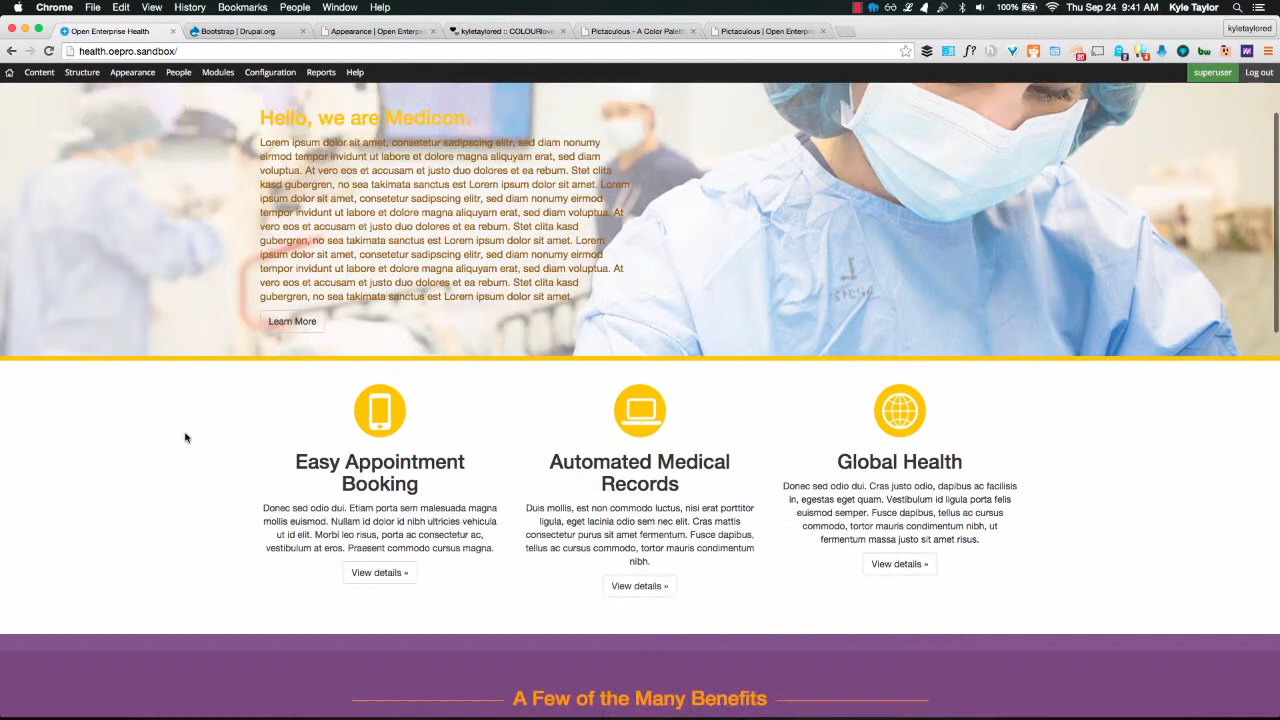 Chrome File Edit View History Bookmarks People Window Help 100% Thu Sep 24 9:41 AM Kyle Taylor
Open Enterprise Health Bootstrap | Drupal.org Appearance | Open Enterpri kyletaylored :: COLOURlove Pictaculous - A Color Palett Pictaculous | Open Enterpri kyletaylored
health.oepro.sandbox/
Content Structure Appearance People Modules Configuration Reports Help superuser Log out
Hello, we are Medicon.
Lorem ipsum dolor sit amet, consetetur sadipscing elitr, sed diam nonumy
eirmod tempor invidunt ut labore et dolore magna aliquyam erat, sed diam
voluptua. At vero eos et accusam et justo duo dolores et ea rebum. Stet clita
kasd gubergren, no sea takimata sanctus est Lorem ipsum dolor sit amet. Lorem
ipsum dolor sit amet, consetetur sadipscing elitr, sed diam nonumy eirmod
tempor invidunt ut labore et dolore magna aliquyam erat, sed diam voluptua. At
vero eos et accusam et justo duo dolores et ea rebum. Stet clita kasd
gubergren, no sea takimata sanctus est Lorem ipsum dolor sit amet. Lorem
ipsum dolor sit amet, consetetur sadipscing elitr, sed diam nonumy eirmod
tempor invidunt ut labore et dolore magna aliquyam erat, sed diam voluptua. At
vero eos et accusam et justo duo dolores et ea rebum. Stet clita kasd
gubergren, no sea takimata sanctus est Lorem ipsum dolor sit amet.
Learn More
Easy Appointment
Booking
Donec sed odio dui. Etiam porta sem malesuada magna
mollis euismod. Nullam id dolor id nibh ultricies vehicula
ut id elit. Morbi leo risus, porta ac consectetur ac,
vestibulum at eros. Praesent commodo cursus magna.
View details »
Automated Medical
Records
Duis mollis, est non commodo luctus, nisi erat porttitor
ligula, eget lacinia odio sem nec elit. Cras mattis
consectetur purus sit amet fermentum. Fusce dapibus,
tellus ac cursus commodo, tortor mauris condimentum
nibh.
View details »
Global Health
Donec sed odio dui. Cras justo odio, dapibus ac facilisis
in, egestas eget quam. Vestibulum id ligula porta felis
euismod semper. Fusce dapibus, tellus ac cursus
commodo, tortor mauris condimentum nibh, ut
fermentum massa justo sit amet risus.
View details »
A Few of the Many Benefits